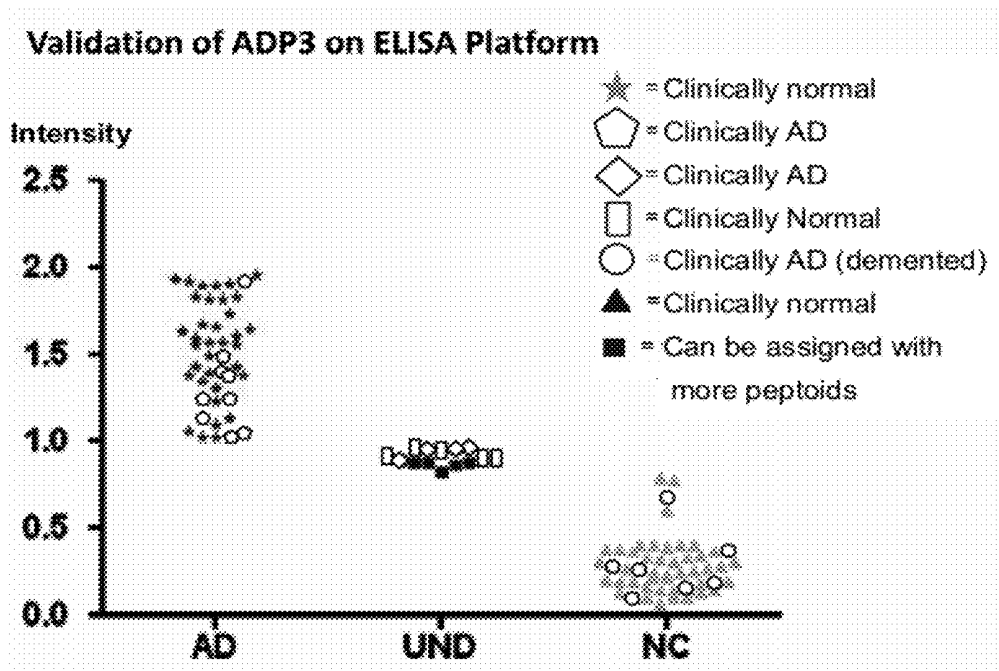 Validation of ADP3 on ELISA Platform
= Clinically normal
= Clinically AD
= Clinically AD
= Clinically Normal
= Clinically AD (demented)
= Clinically normal
= Can be assigned with
more peptoids
Intensity
2.5
2.0
1.5
1.0
0.5
0.0
AD UND NC